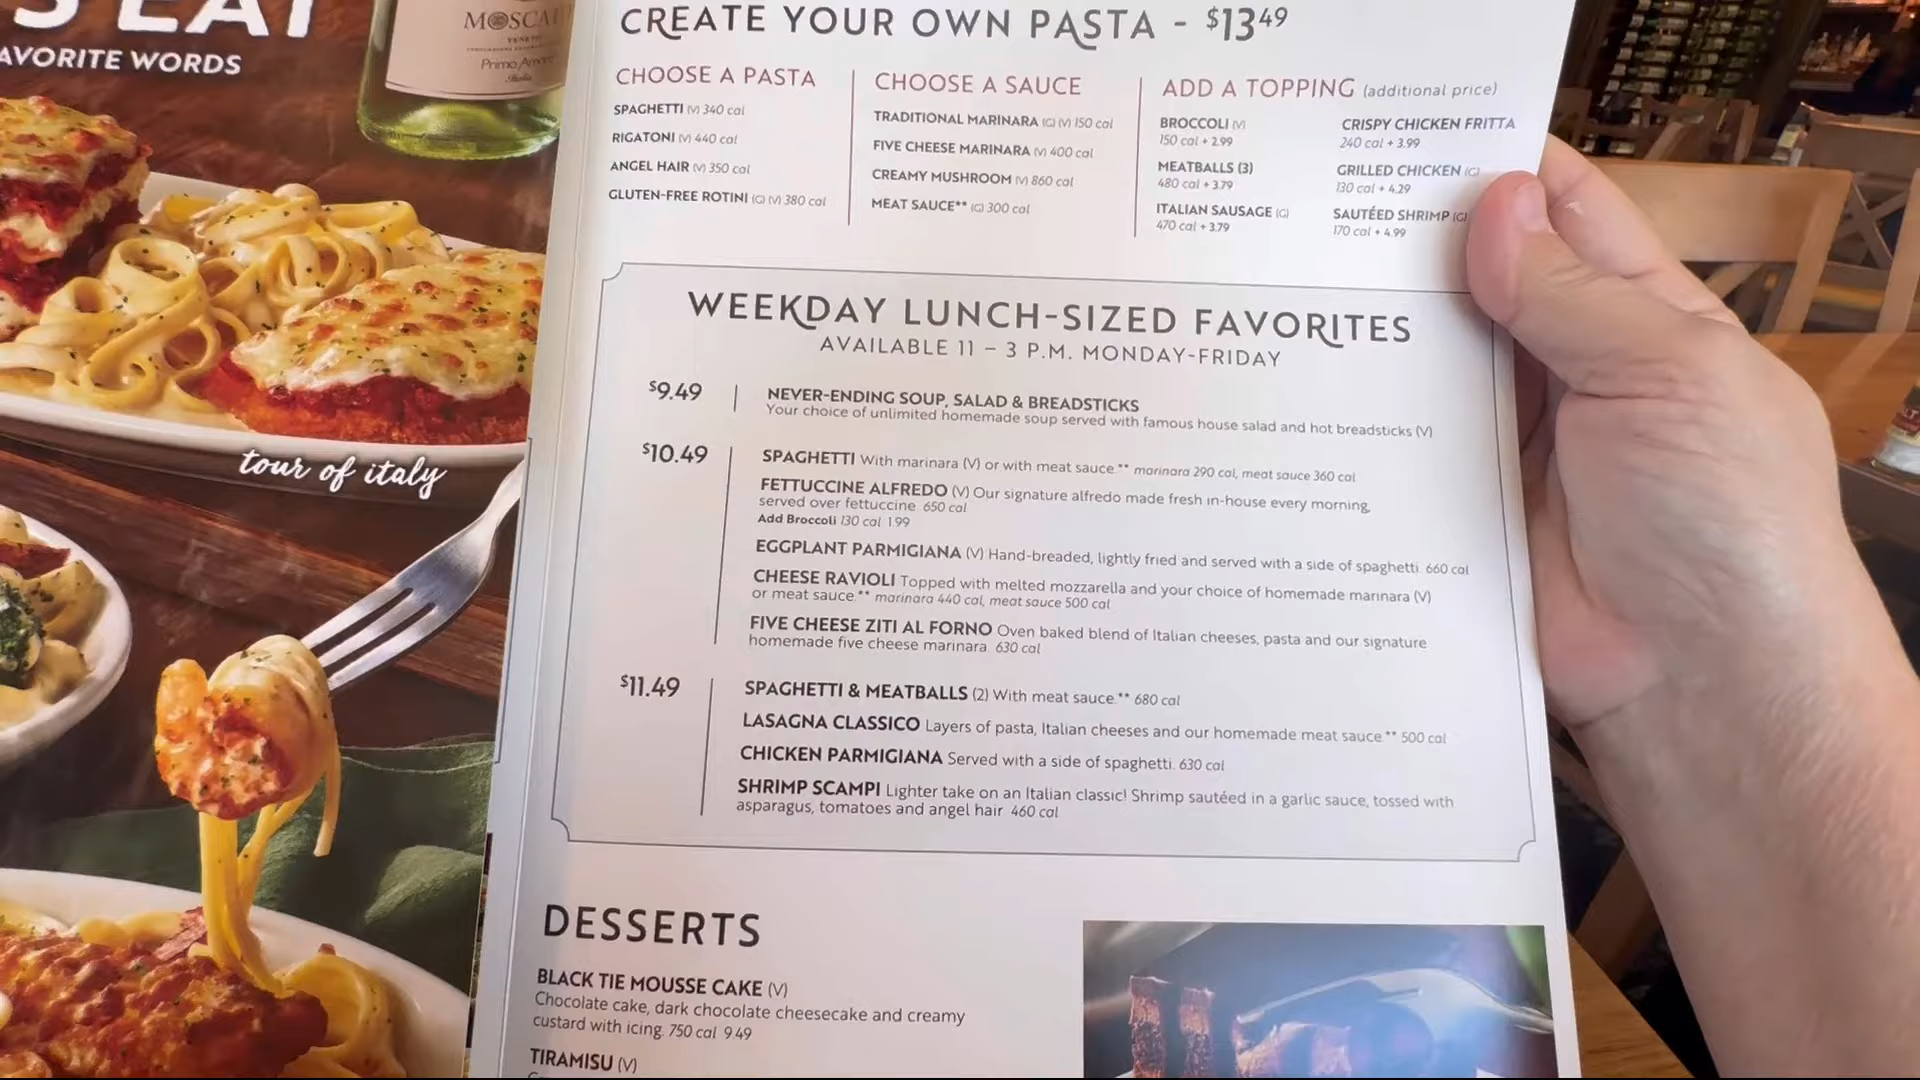 AVORITE WORDS
MOSCA
Primo Amore
Italia
tour of italy
CREATE YOUR OWN PASTA - $13.49
CHOOSE A PASTA
SPAGHETTI (V) 340 cal
RIGATONI (V) 440 cal
ANGEL HAIR (V) 350 cal
GLUTEN-FREE ROTINI (G) (V) 380 cal
CHOOSE A SAUCE
TRADITIONAL MARINARA (G) (V) 150 cal
FIVE CHEESE MARINARA (V) 400 cal
CREAMY MUSHROOM (V) 860 cal
MEAT SAUCE** (G) 300 cal
ADD A TOPPING (additional price)
BROCCOLI (V)
150 cal + 2.99
MEATBALLS (3)
480 cal + 3.79
ITALIAN SAUSAGE (G)
470 cal + 3.79
CRISPY CHICKEN FRITTA
240 cal + 3.99
GRILLED CHICKEN (G)
130 cal + 4.29
SAUTÉED SHRIMP (G)
170 cal + 4.99
WEEKDAY LUNCH-SIZED FAVORITES
AVAILABLE 11 – 3 P.M. MONDAY-FRIDAY
$9.49
NEVER-ENDING SOUP, SALAD & BREADSTICKS
Your choice of unlimited homemade soup served with famous house salad and hot breadsticks (V)
$10.49
SPAGHETTI With marinara (V) or with meat sauce.** marinara 290 cal, meat sauce 360 cal
FETTUCCINE ALFREDO (V) Our signature alfredo made fresh in-house every morning,
served over fettuccine 650 cal
Add Broccoli 130 cal 1.99
EGGPLANT PARMIGIANA (V) Hand-breaded, lightly fried and served with a side of spaghetti. 660 cal
CHEESE RAVIOLI Topped with melted mozzarella and your choice of homemade marinara (V)
or meat sauce.** marinara 440 cal, meat sauce 500 cal
FIVE CHEESE ZITI AL FORNO Oven baked blend of Italian cheeses, pasta and our signature
homemade five cheese marinara. 630 cal
$11.49
SPAGHETTI & MEATBALLS (2) With meat sauce.** 680 cal
LASAGNA CLASSICO Layers of pasta, Italian cheeses and our homemade meat sauce.** 500 cal
CHICKEN PARMIGIANA Served with a side of spaghetti. 630 cal
SHRIMP SCAMPI Lighter take on an Italian classic! Shrimp sautéed in a garlic sauce, tossed with
asparagus, tomatoes and angel hair. 460 cal
DESSERTS
BLACK TIE MOUSSE CAKE (V)
Chocolate cake, dark chocolate cheesecake and creamy
custard with icing. 750 cal 9.49
TIRAMISU (V)